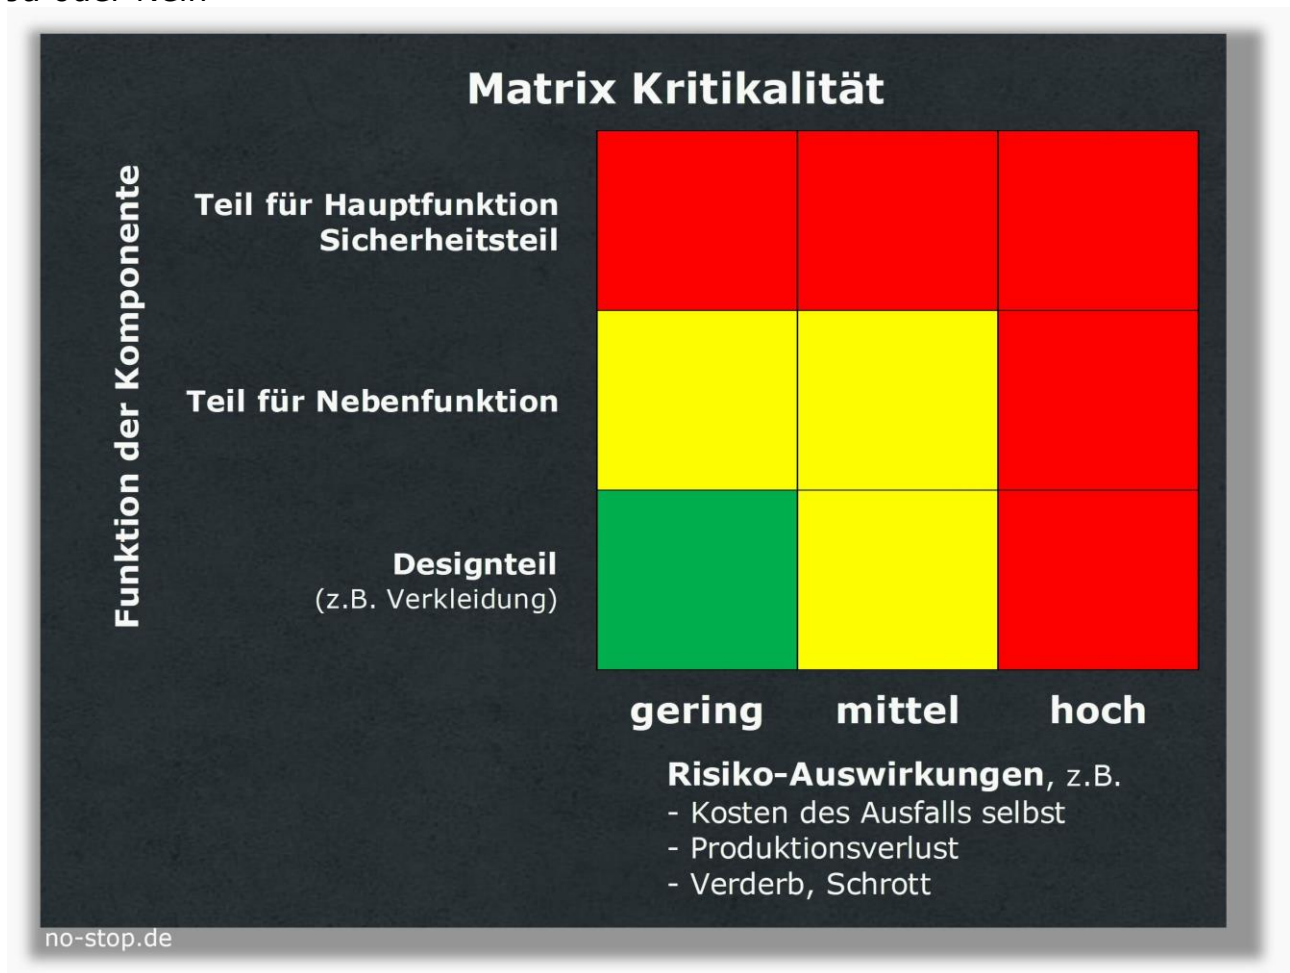 Matrix Kritikalität
Funktion der Komponente
Teil für Hauptfunktion
Sicherheitsteil
Teil für Nebenfunktion
Designteil
(z.B. Verkleidung)
gering mittel hoch
Risiko-Auswirkungen, z.B.
- Kosten des Ausfalls selbst
- Produktionsverlust
- Verderb, Schrott
no-stop.de